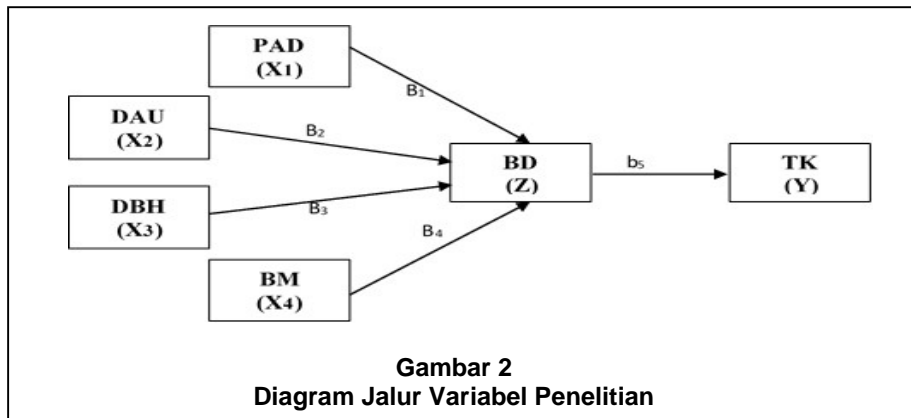 PAD
(X1)
B1
DAU
(X2)
B2
BD
(Z)
b5
TK
(Y)
DBH
(X3)
B3
B4
BM
(X4)
Gambar 2
Diagram Jalur Variabel Penelitian